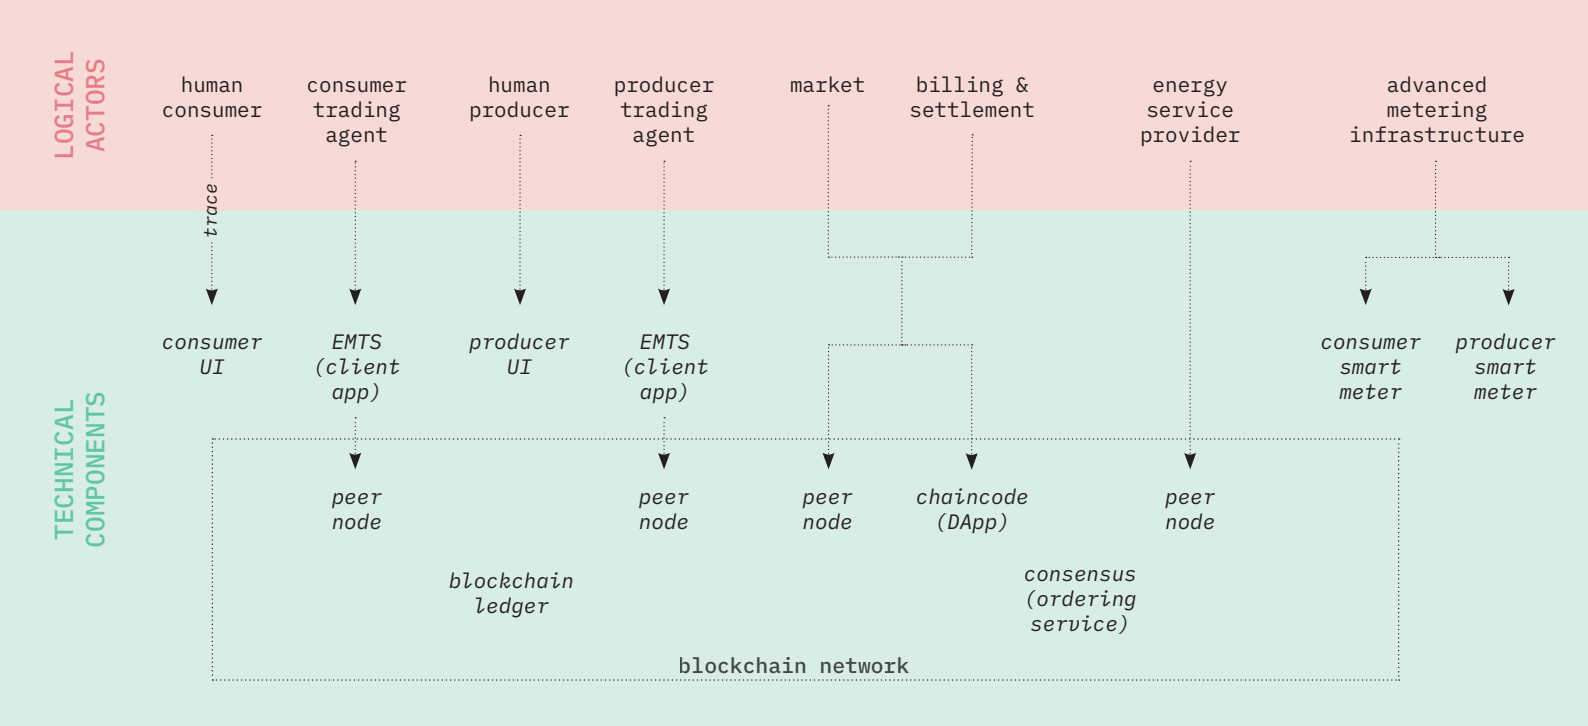 LOGICAL
ACTORS
human
consumer
consumer
trading
agent
human
producer
producer
trading
agent
market
billing &
settlement
energy
service
provider
advanced
metering
infrastructure
trace
TECHNICAL
COMPONENTS
consumer
UI
EMTS
(client
app)
producer
UI
EMTS
(client
app)
consumer
smart
meter
producer
smart
meter
peer
node
peer
node
peer
node
chaincode
(DApp)
peer
node
blockchain
ledger
consensus
(ordering
service)
blockchain network